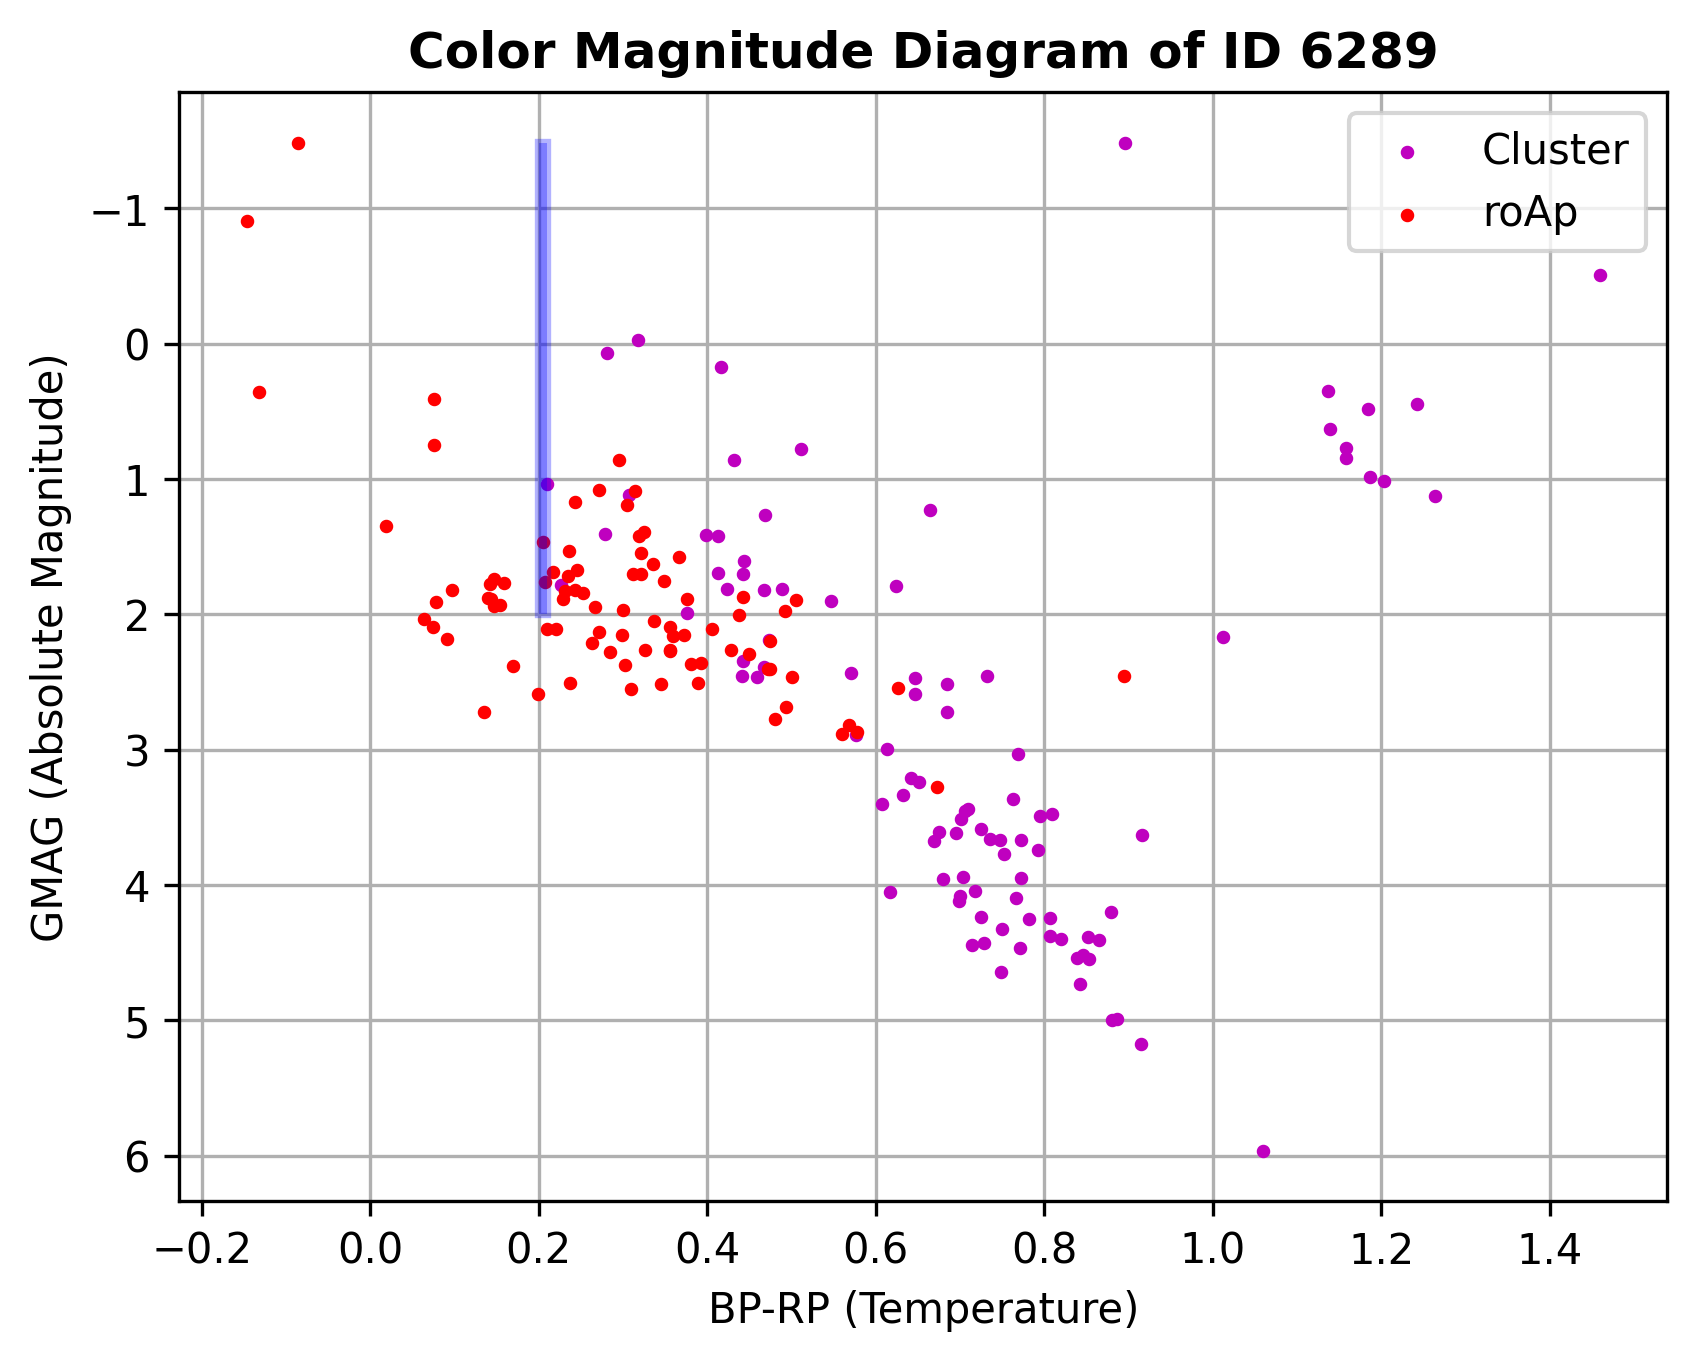 Color Magnitude Diagram of ID 6289
Cluster
roAp
GMAG (Absolute Magnitude)
−1
0
1
2
3
4
5
6
−0.2 0.0 0.2 0.4 0.6 0.8 1.0 1.2 1.4
BP-RP (Temperature)